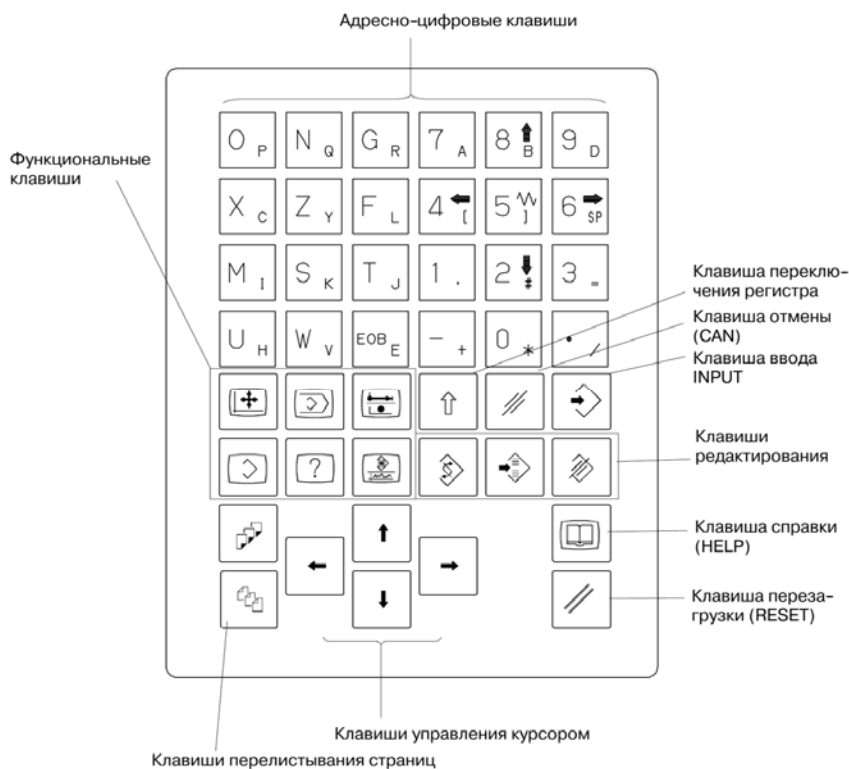 Адресно-цифровые клавиши
Функциональные
клавиши
O P N Q G R 7 A 8 B 9 D
X C Z Y F L 4 [ 5 ] 6 SP
M I S K T J 1 . 2 # 3 =
U H W V EOB E - + 0 * . /
Клавиша переклю-
чения регистра
Клавиша отмены
(CAN)
Клавиша ввода
INPUT
?
Клавиши
редактирования
Клавиша справки
(HELP)
Клавиша переза-
грузки (RESET)
Клавиши управления курсором
Клавиши перелистывания страниц